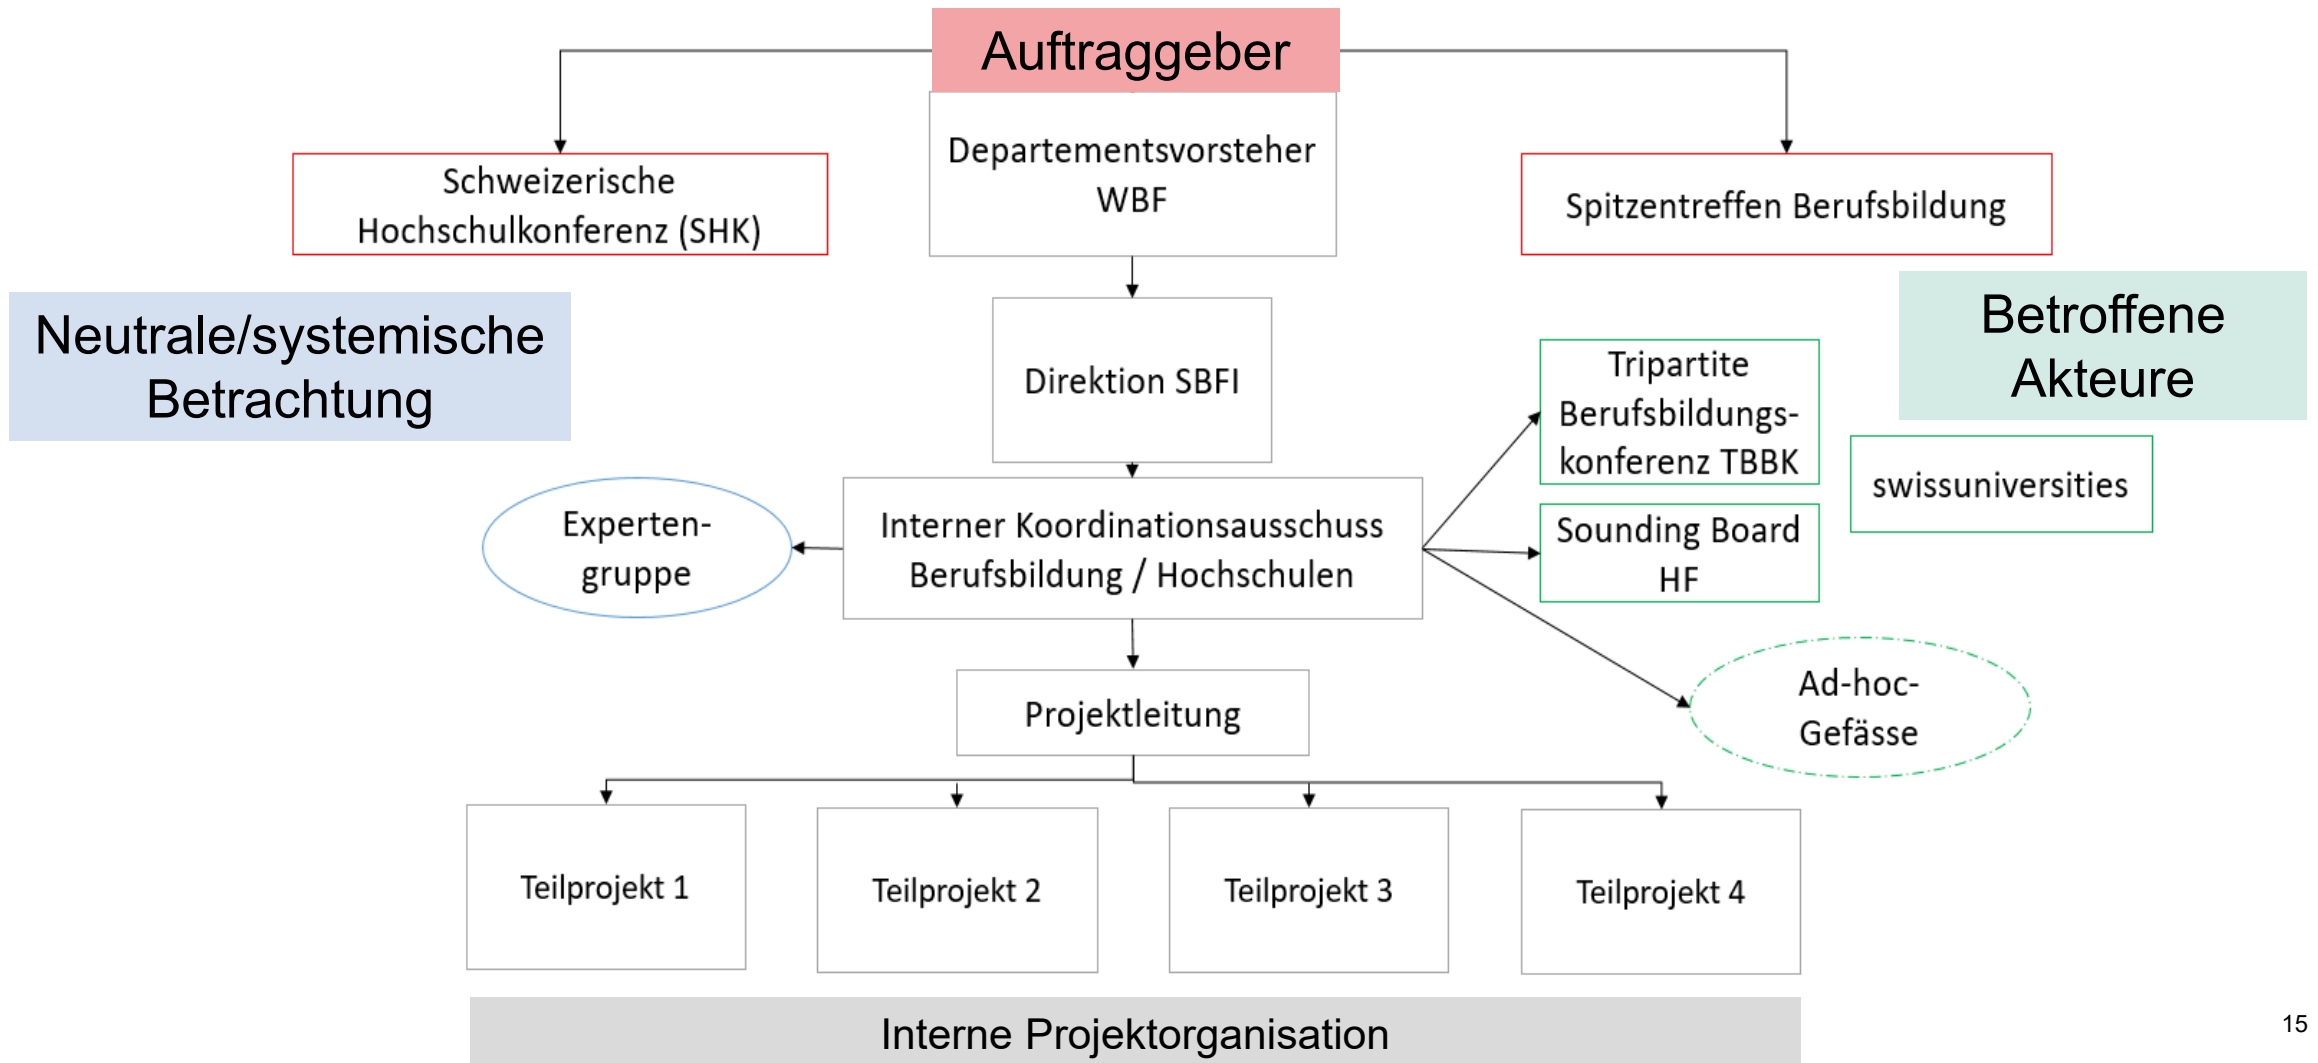 Auftraggeber
Departementsvorsteher
WBF
Schweizerische
Hochschulkonferenz (SHK)
Spitzentreffen Berufsbildung
Neutrale/systemische
Betrachtung
Direktion SBFI
Betroffene
Akteure
Tripartite
Berufsbildungs-
konferenz TBBK
swissuniversities
Experten-
gruppe
Interner Koordinationsausschuss
Berufsbildung / Hochschulen
Sounding Board
HF
Ad-hoc-
Gefässe
Projektleitung
Teilprojekt 1
Teilprojekt 2
Teilprojekt 3
Teilprojekt 4
Interne Projektorganisation
15